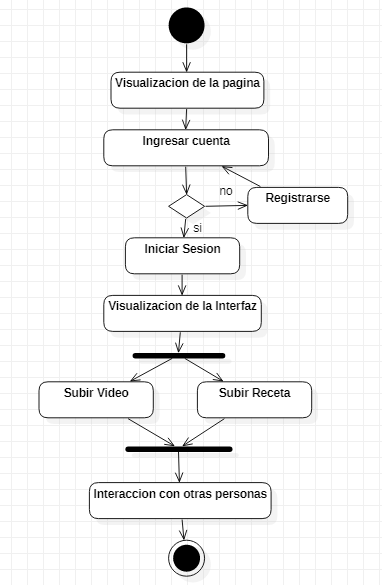 Visualizacion de la pagina
Ingresar cuenta
no
Registrarse
si
Iniciar Sesion
Visualizacion de la Interfaz
Subir Video
Subir Receta
Interaccion con otras personas